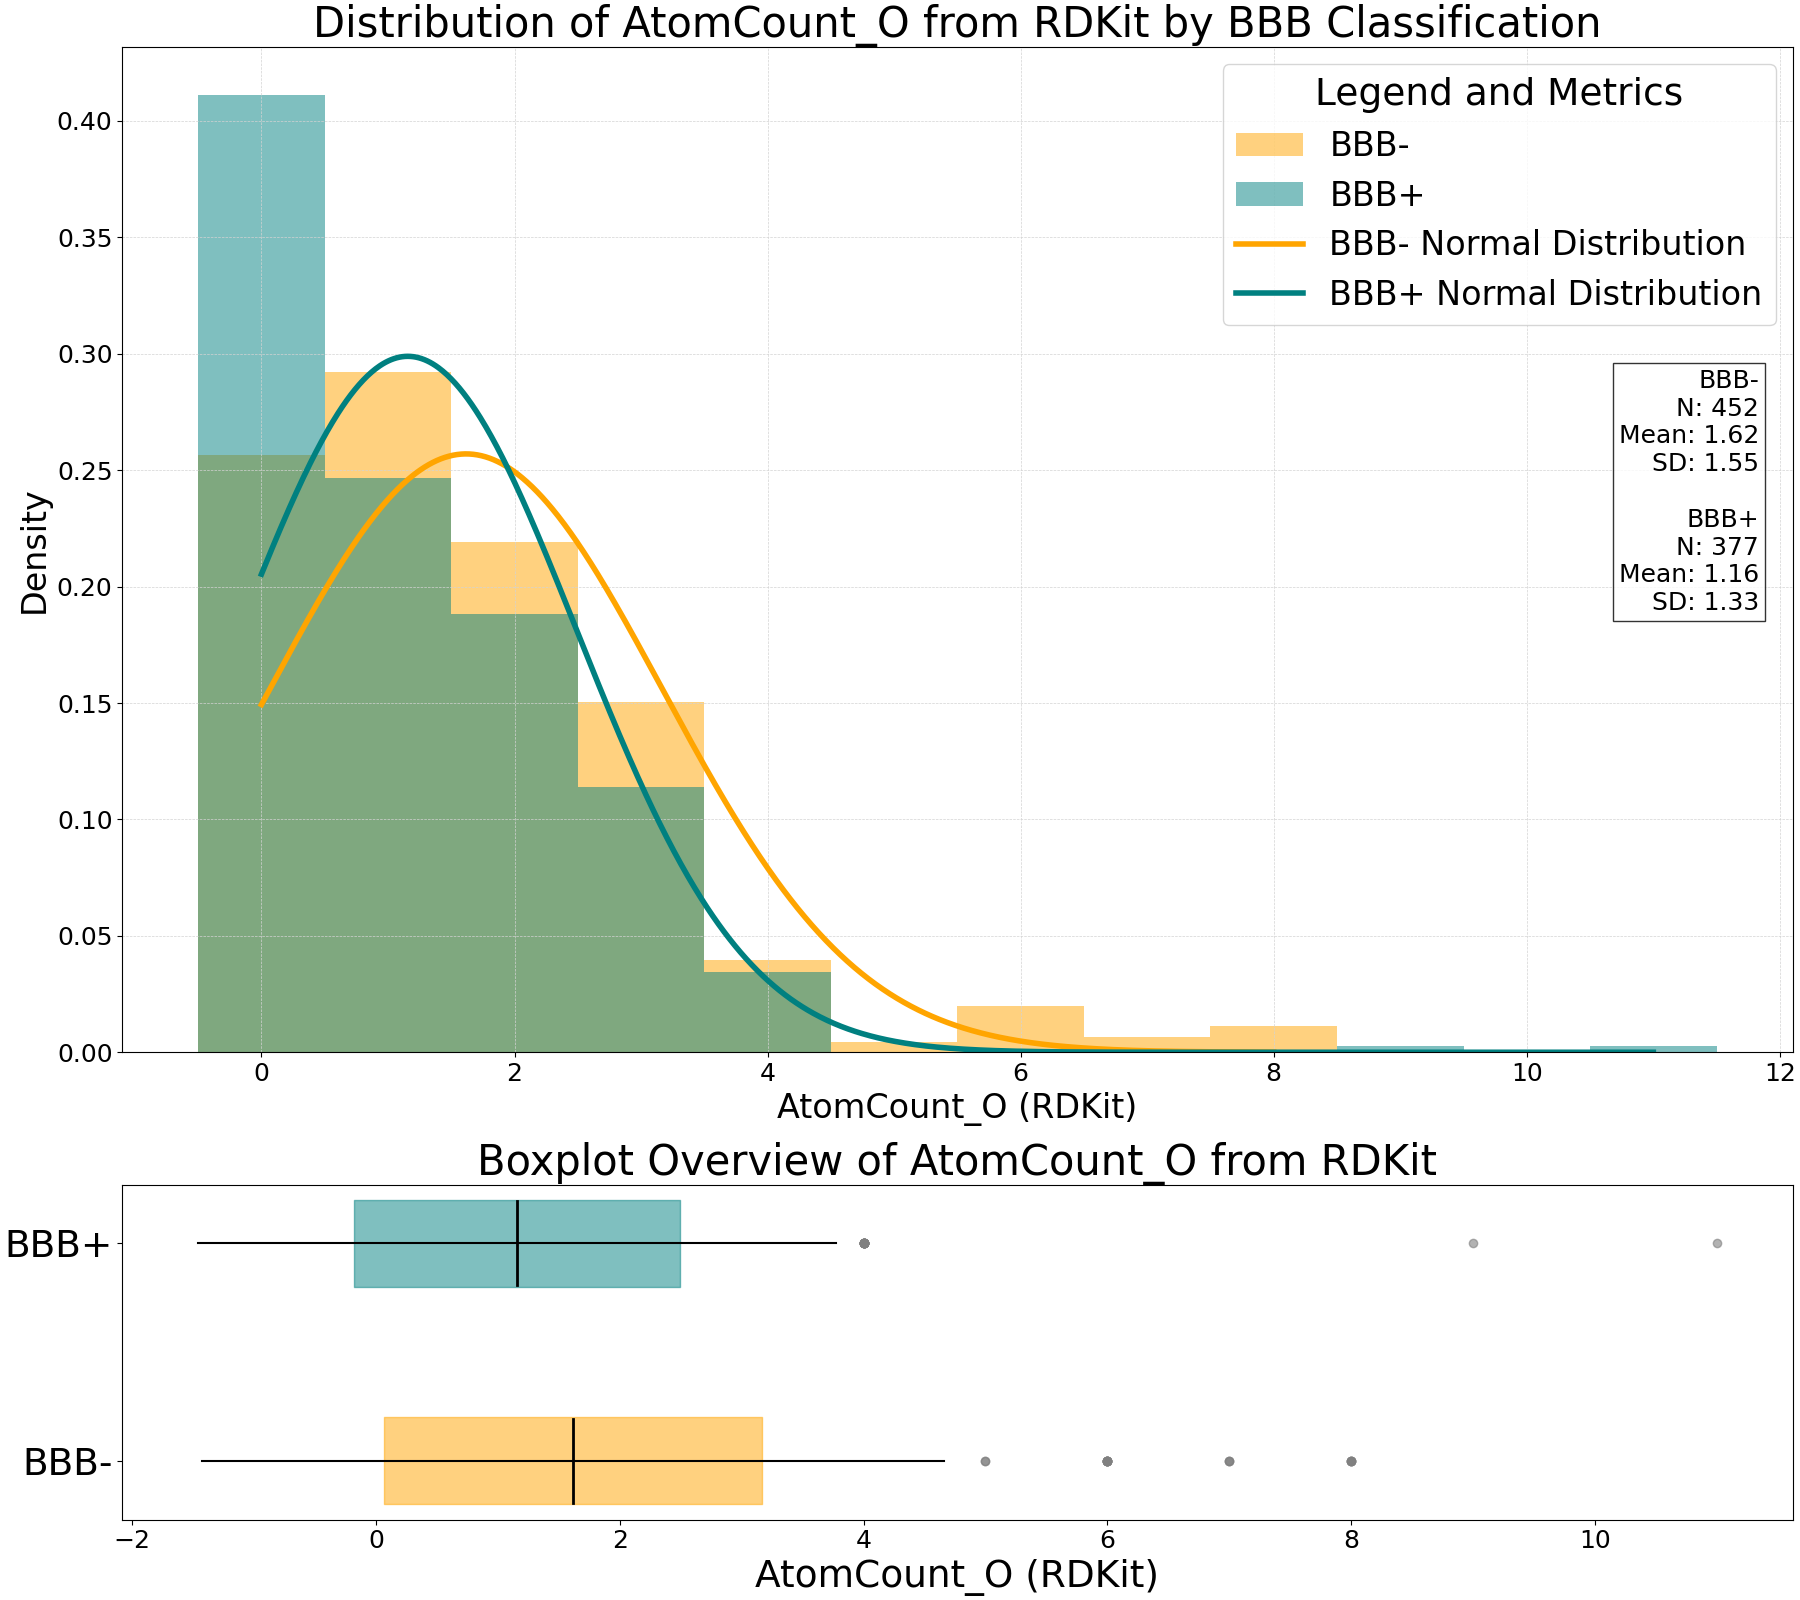 Distribution of AtomCount_O from RDKit by BBB Classification
Density
0.40
0.35
0.30
0.25
0.20
0.15
0.10
0.05
0.00
Legend and Metrics
BBB-
BBB+
BBB- Normal Distribution
BBB+ Normal Distribution
BBB-
N: 452
Mean: 1.62
SD: 1.55
BBB+
N: 377
Mean: 1.16
SD: 1.33
0 2 4 6 8 10 12
AtomCount_O (RDKit)
Boxplot Overview of AtomCount_O from RDKit
BBB+
BBB-
−2 0 2 4 6 8 10
AtomCount_O (RDKit)